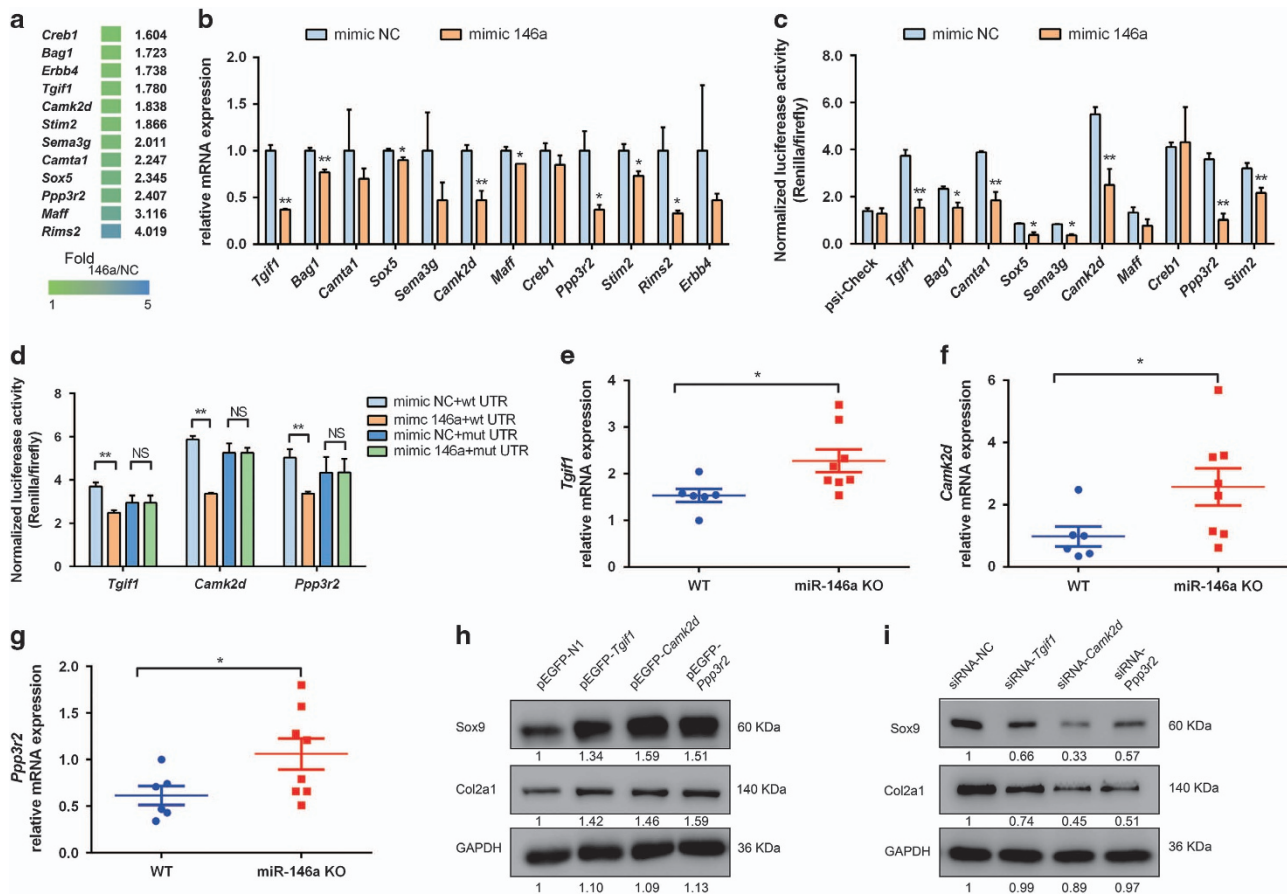 a
Creb1 1.604
Bag1 1.723
Erbb4 1.738
Tgif1 1.780
Camk2d 1.838
Stim2 1.866
Sema3g 2.011
Camta1 2.247
Sox5 2.345
Ppp3r2 2.407
Maff 3.116
Rims2 4.019
Fold 146a/NC
1 5
b
mimic NC mimic 146a
relative mRNA expression
2.0
1.5
1.0
0.5
0.0
** ** * ** * * * *
Tgif1 Bag1 Camta1 Sox5 Sema3g Camk2d Maff Creb1 Ppp3r2 Stim2 Rims2 Erbb4
c
mimic NC mimic 146a
Normalized luciferease activity
(Renilla/firefly)
8.0
6.0
4.0
2.0
0.0
** * ** * * ** ** **
psi-Check Tgif1 Bag1 Camta1 Sox5 Sema3g Camk2d Maff Creb1 Ppp3r2 Stim2
d
Normalized luciferease activity
(Renilla/firefly)
8
6
4
2
0
** NS ** NS ** NS
mimic NC+wt UTR
mimc 146a+wt UTR
mimic NC+mut UTR
mimic 146a+mut UTR
Tgif1 Camk2d Ppp3r2
e
Tgif1
relative mRNA expression
4
3
2
1
0
*
WT miR-146a KO
f
Camk2d
relative mRNA expression
6
4
2
0
*
WT miR-146a KO
g
Ppp3r2
relative mRNA expression
2.0
1.5
1.0
0.5
0.0
*
WT miR-146a KO
h
pEGFP-N1 pEGFP-Tgif1 pEGFP-Camk2d pEGFP-Ppp3r2
Sox9 60 KDa
1 1.34 1.59 1.51
Col2a1 140 KDa
1 1.42 1.46 1.59
GAPDH 36 KDa
1 1.10 1.09 1.13
i
siRNA-NC siRNA-Tgif1 siRNA-Camk2d siRNA-Ppp3r2
Sox9 60 KDa
1 0.66 0.33 0.57
Col2a1 140 KDa
1 0.74 0.45 0.51
GAPDH 36 KDa
1 0.99 0.89 0.97